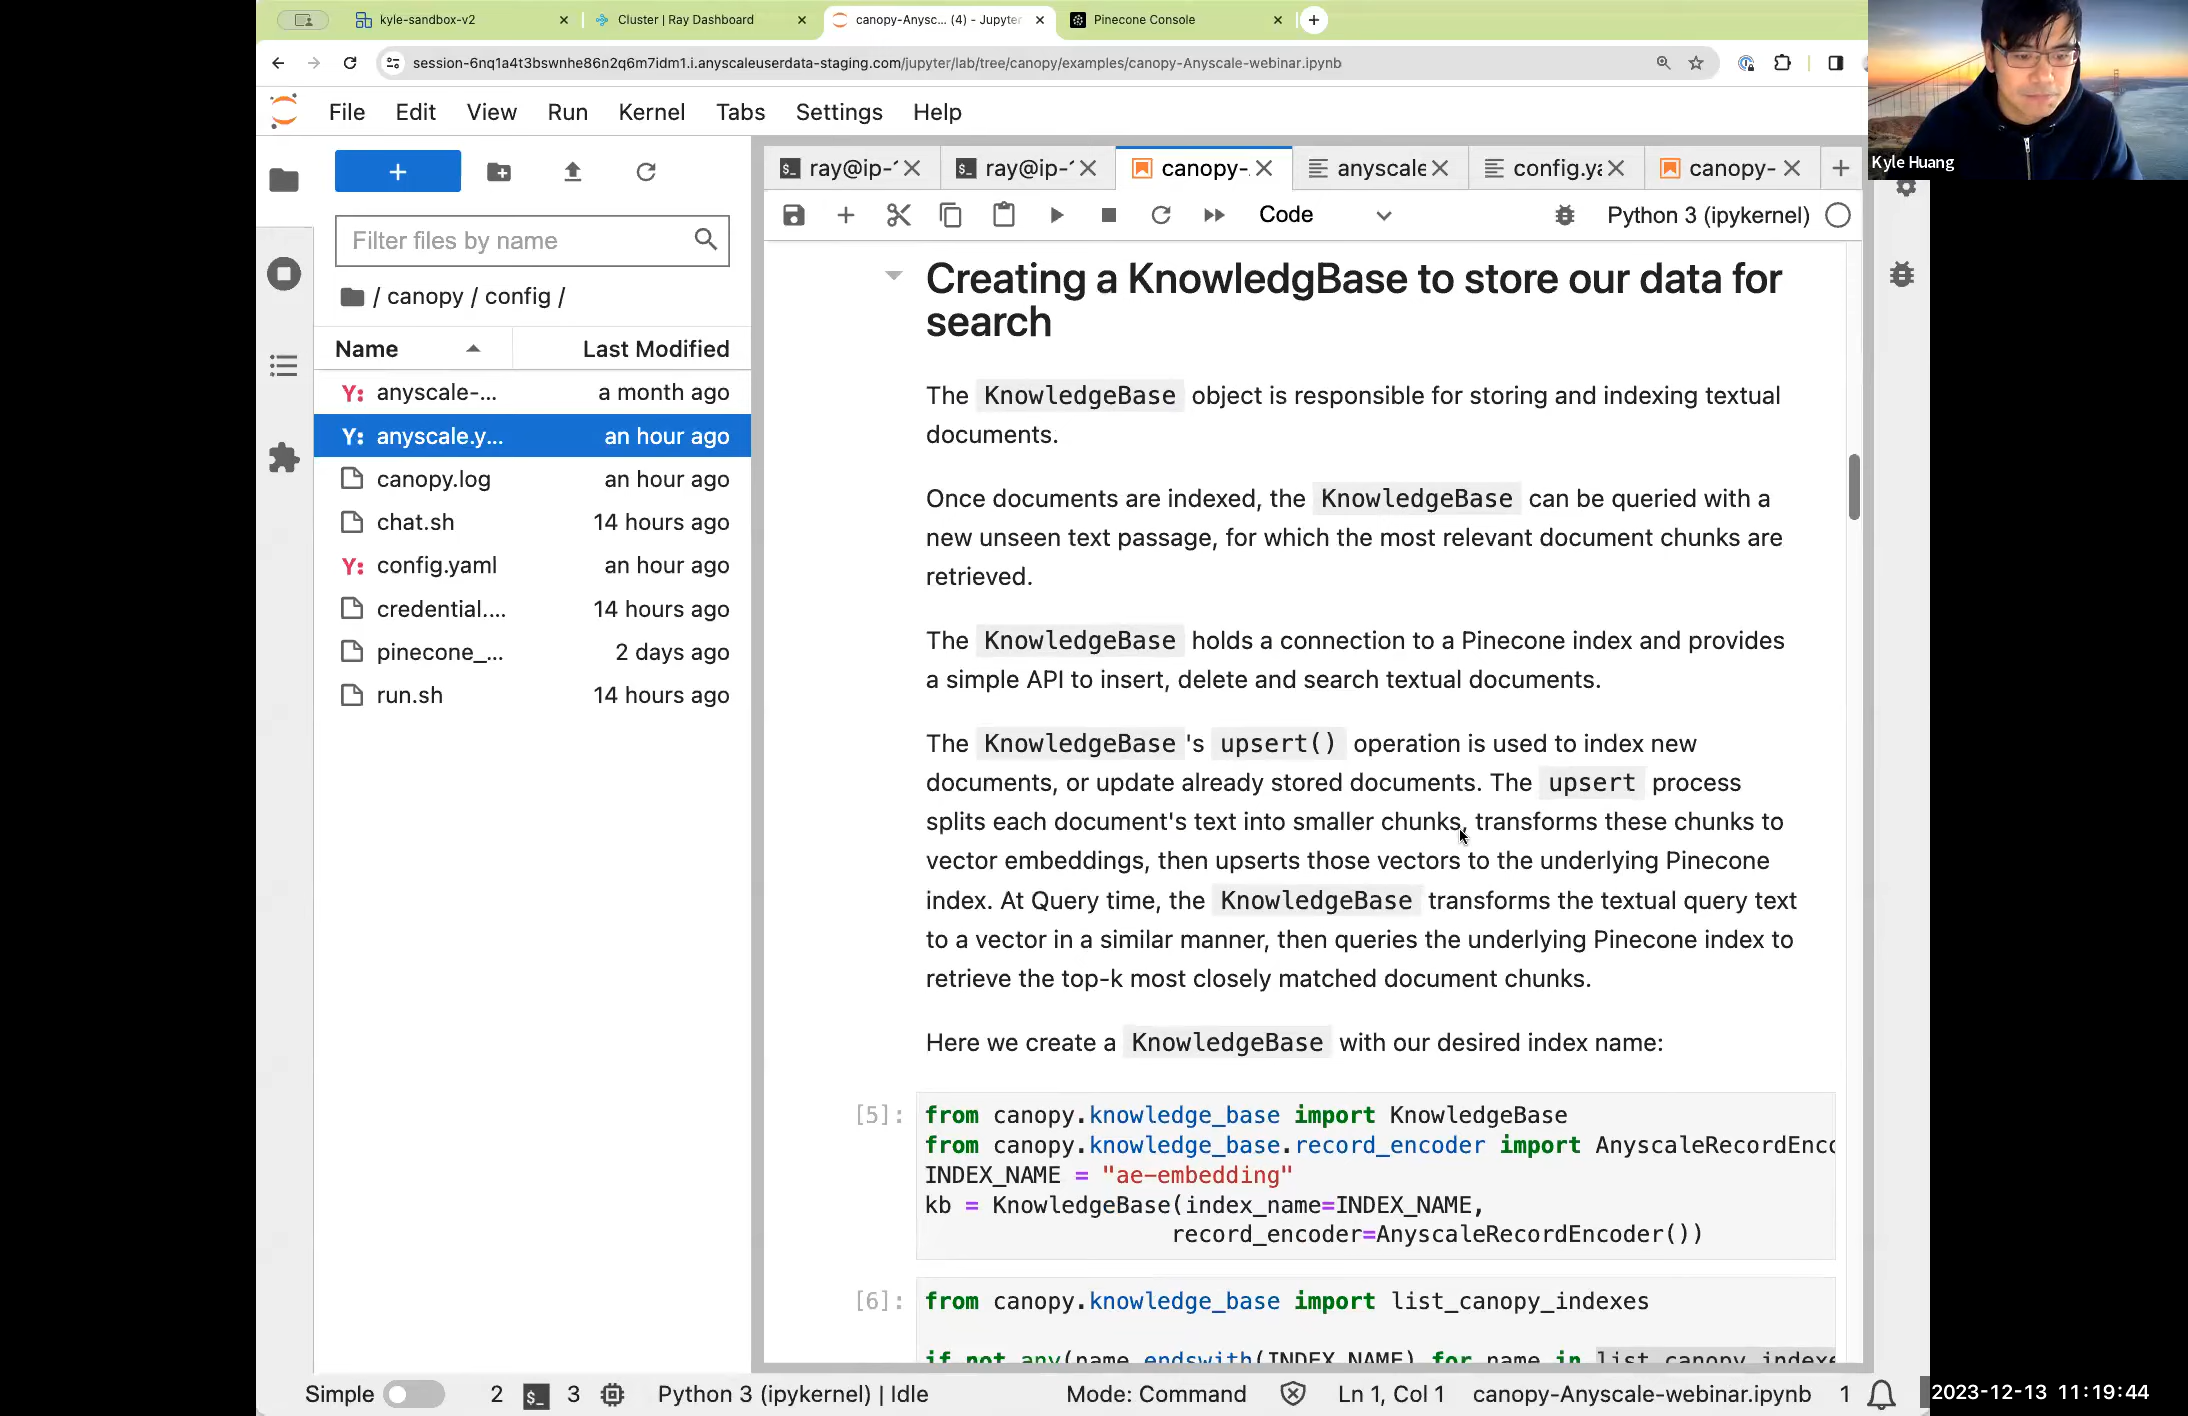 kyle-sandbox-v2
Cluster | Ray Dashboard
canopy-Anysc... (4) - Jupyter
Pinecone Console
session-6nq1a4t3bswnhe86n2q6m7idm1.i.anyscaleuserdata-staging.com/jupyter/lab/tree/canopy/examples/canopy-Anyscale-webinar.ipynb
Kyle Huang
File Edit View Run Kernel Tabs Settings Help
Filter files by name
/ canopy / config /
Name Last Modified
anyscale-... a month ago
anyscale.y... an hour ago
canopy.log an hour ago
chat.sh 14 hours ago
config.yaml an hour ago
credential.... 14 hours ago
pinecone_... 2 days ago
run.sh 14 hours ago
ray@ip-
ray@ip-
canopy-
anyscale
config.ya
canopy-
Code
Python 3 (ipykernel)
Creating a KnowledgBase to store our data for
search
The KnowledgeBase object is responsible for storing and indexing textual
documents.
Once documents are indexed, the KnowledgeBase can be queried with a
new unseen text passage, for which the most relevant document chunks are
retrieved.
The KnowledgeBase holds a connection to a Pinecone index and provides
a simple API to insert, delete and search textual documents.
The KnowledgeBase 's upsert() operation is used to index new
documents, or update already stored documents. The upsert process
splits each document's text into smaller chunks, transforms these chunks to
vector embeddings, then upserts those vectors to the underlying Pinecone
index. At Query time, the KnowledgeBase transforms the textual query text
to a vector in a similar manner, then queries the underlying Pinecone index to
retrieve the top-k most closely matched document chunks.
Here we create a KnowledgeBase with our desired index name:
[5]: from canopy.knowledge_base import KnowledgeBase
from canopy.knowledge_base.record_encoder import AnyscaleRecordEnco
INDEX_NAME = "ae-embedding"
kb = KnowledgeBase(index_name=INDEX_NAME,
record_encoder=AnyscaleRecordEncoder())
[6]: from canopy.knowledge_base import list_canopy_indexes
if not any(name.endswith(INDEX_NAME) for name in list_canopy_indexe
Simple 2 $_ 3 Python 3 (ipykernel) | Idle Mode: Command Ln 1, Col 1 canopy-Anyscale-webinar.ipynb 1
2023-12-13 11:19:44